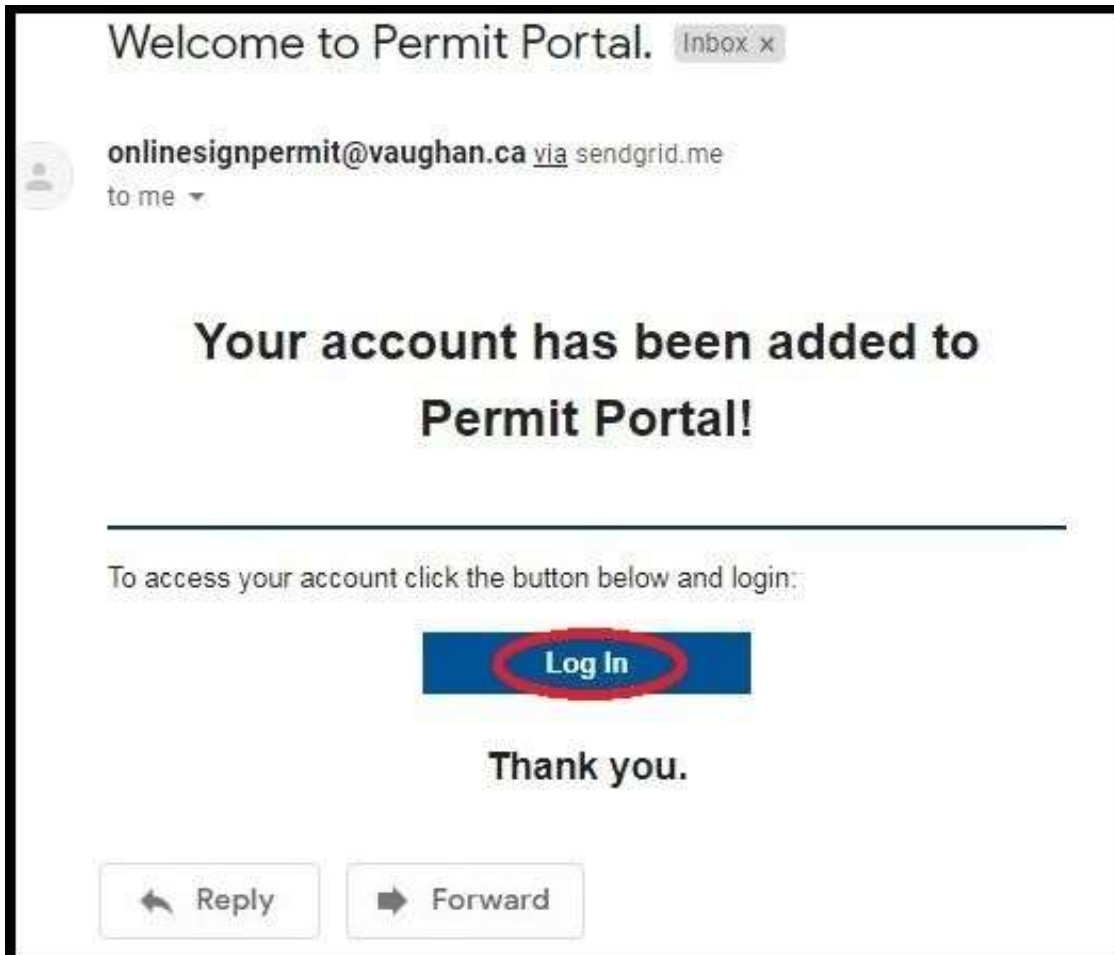 Welcome to Permit Portal. Inbox x
onlinesignpermit@vaughan.ca via sendgrid.me
to me
Your account has been added to
Permit Portal!
To access your account click the button below and login:
Log In
Thank you.
Reply Forward